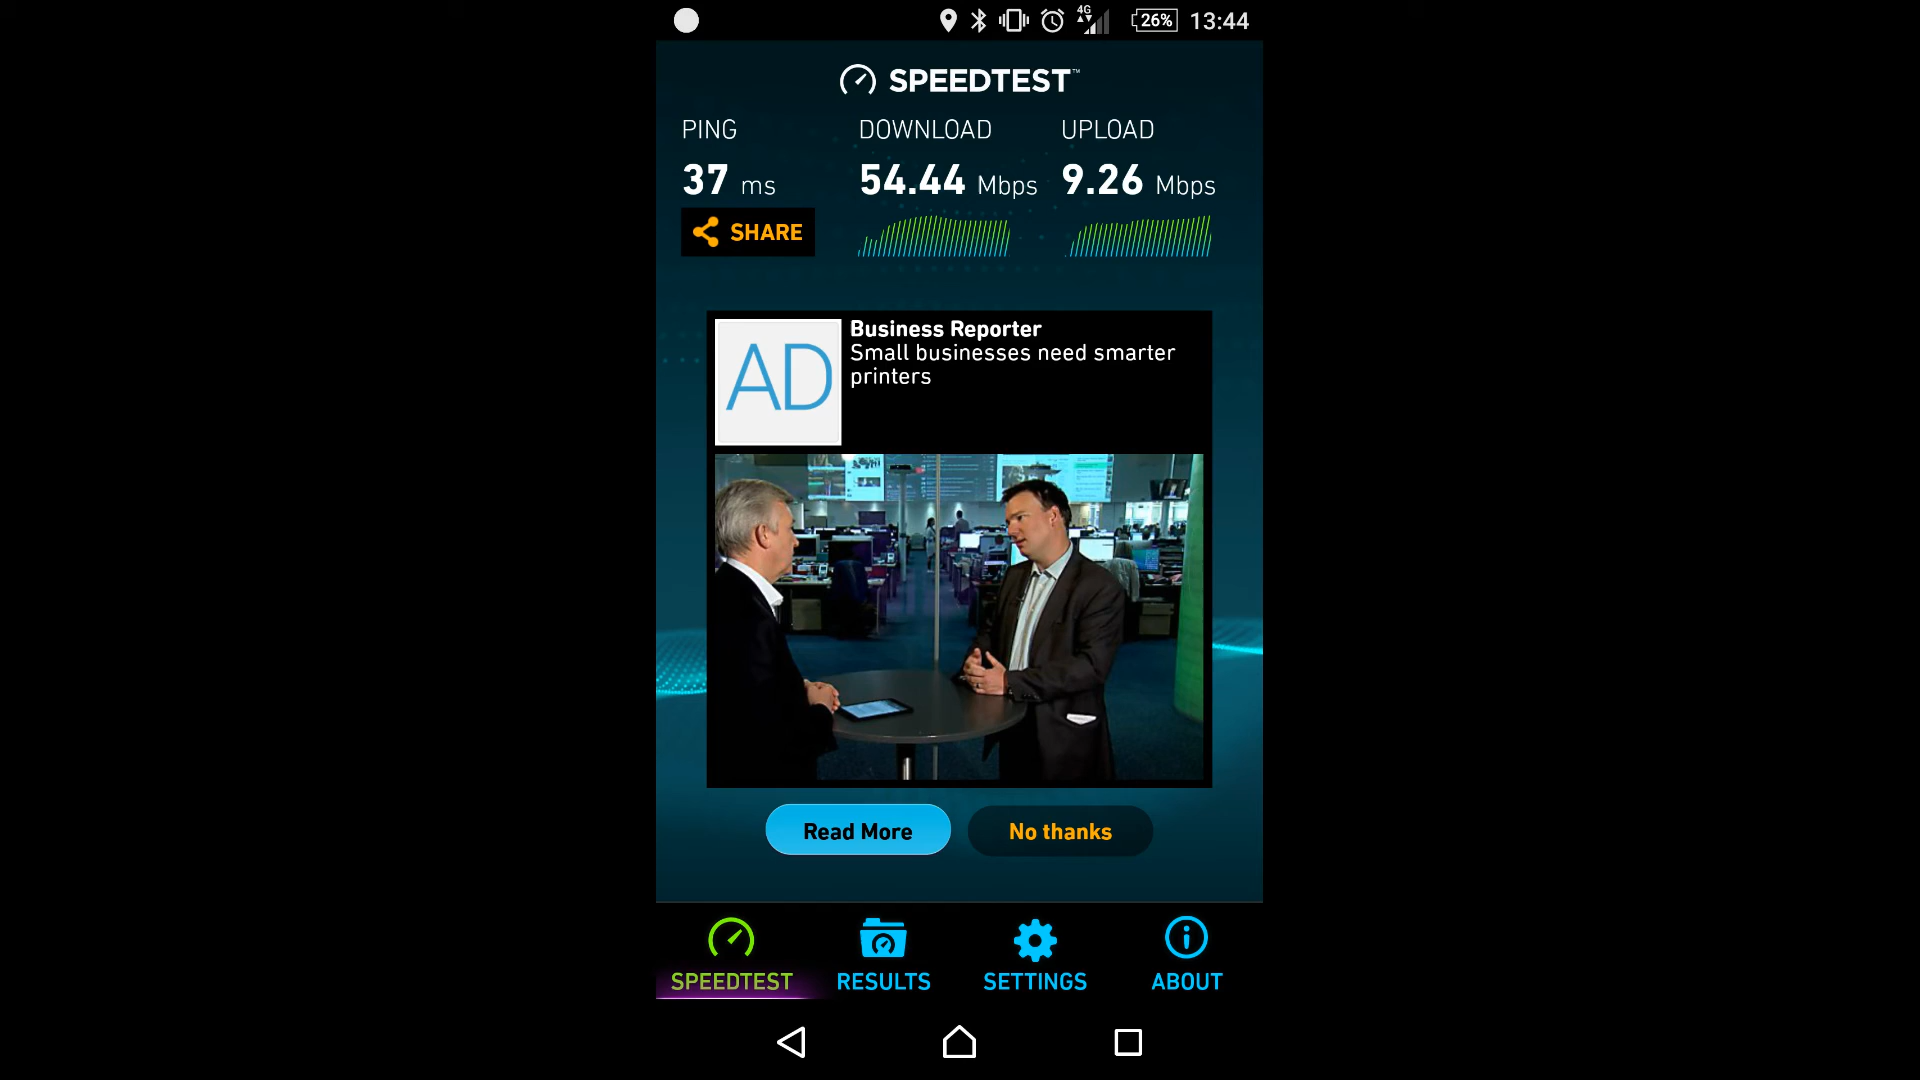 4G 26% 13:44
SPEEDTEST™
PING DOWNLOAD UPLOAD
37 ms 54.44 Mbps 9.26 Mbps
SHARE
AD
Business Reporter
Small businesses need smarter
printers
Read More No thanks
SPEEDTEST RESULTS SETTINGS ABOUT